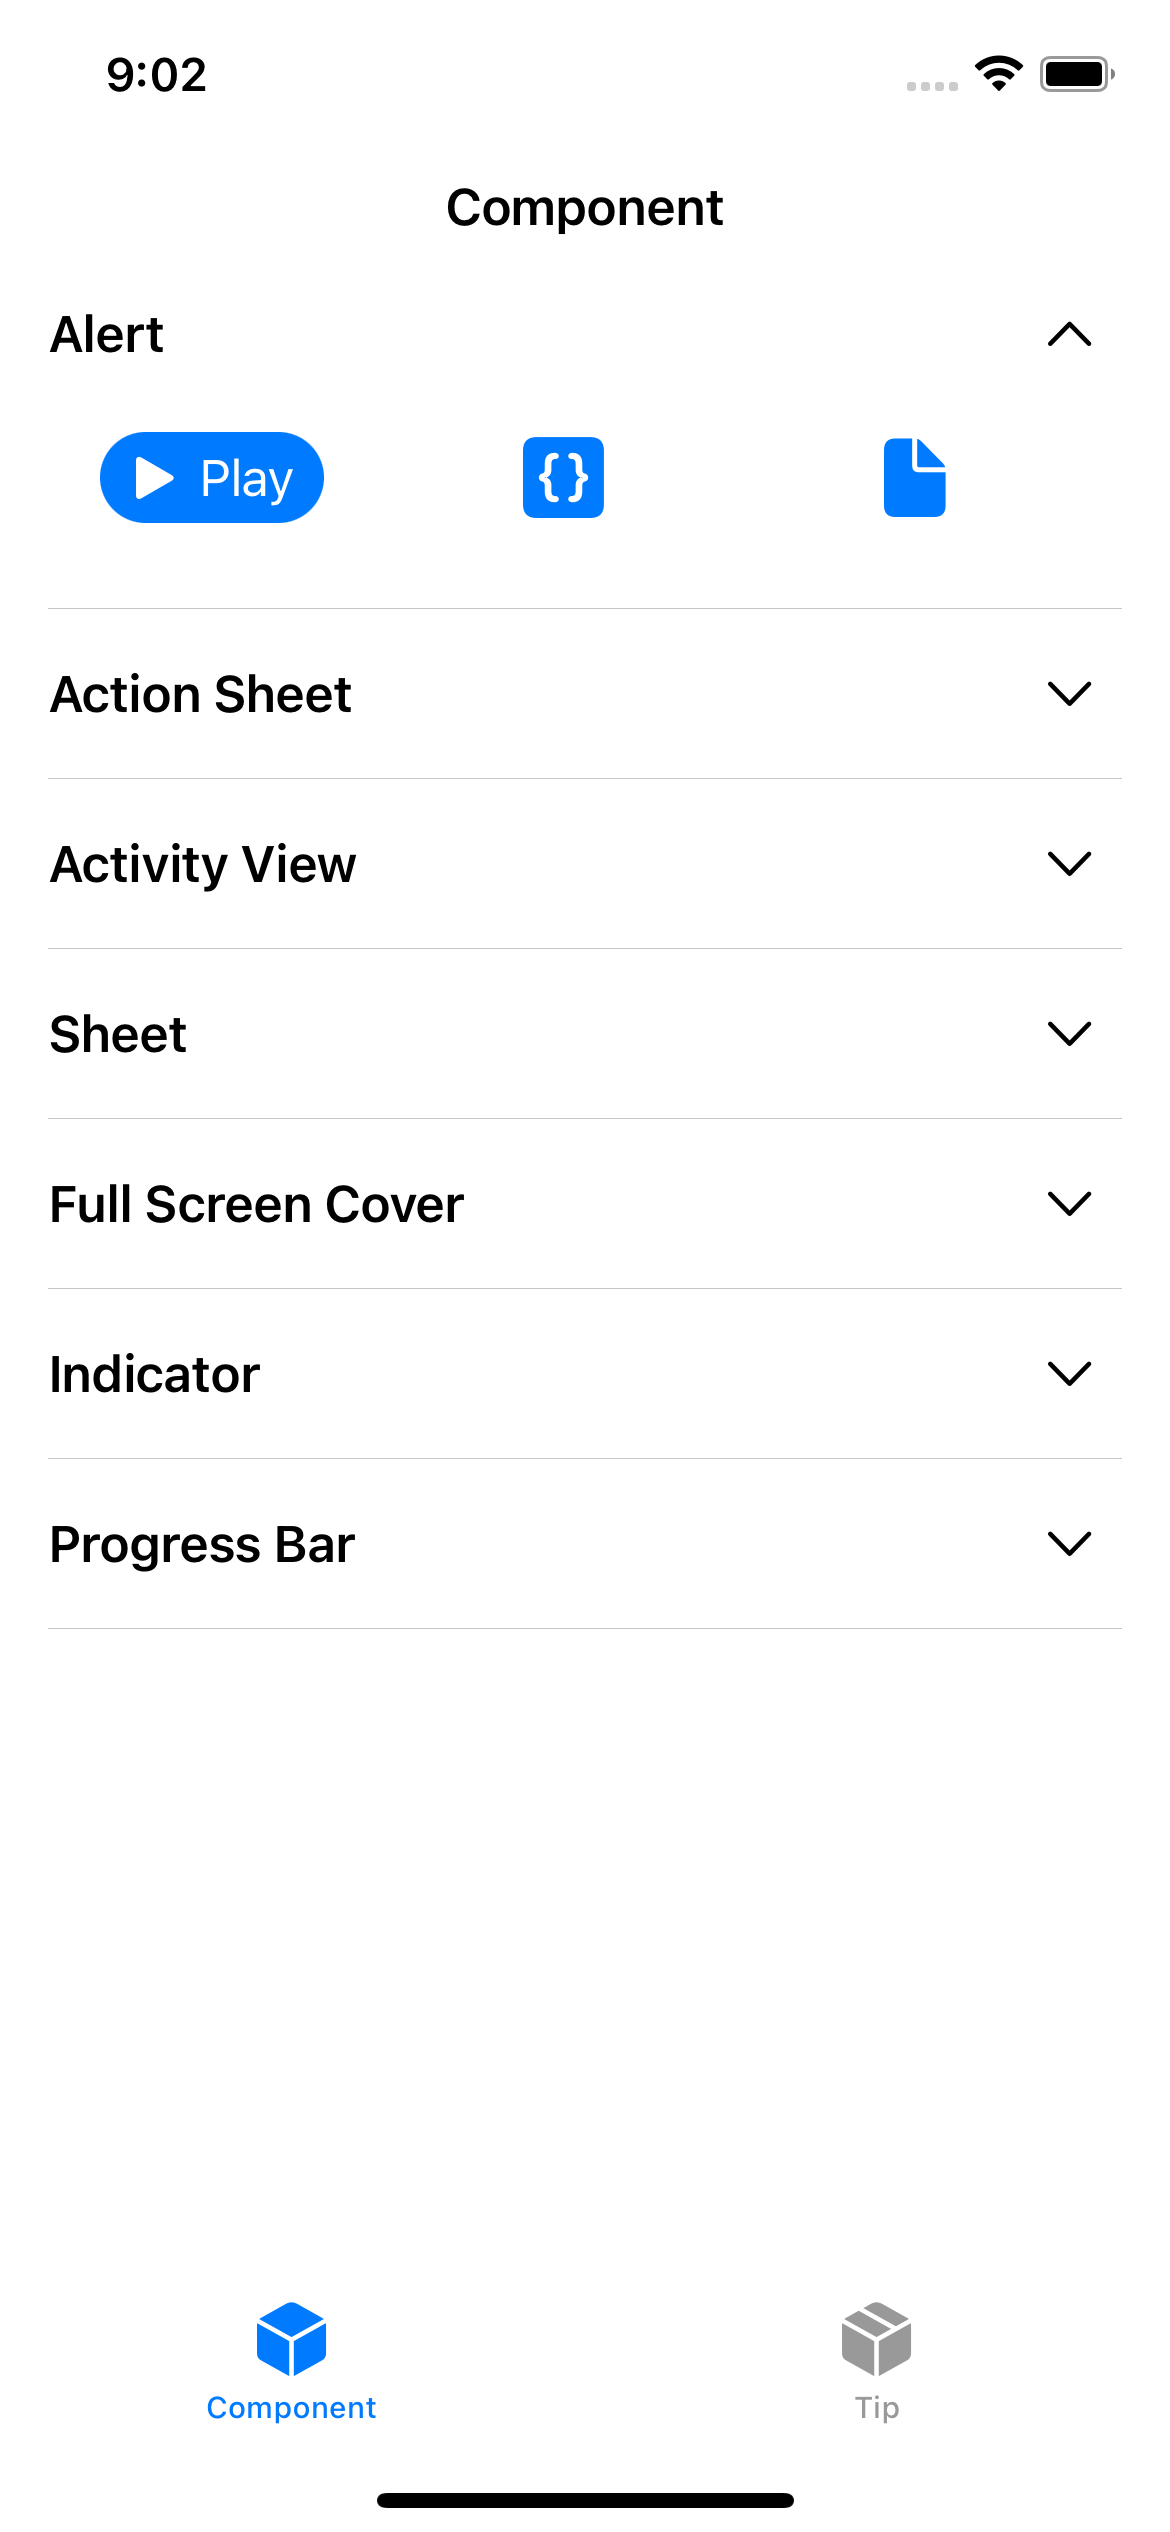 9:02
Component
Alert
Play
{}
Action Sheet
Activity View
Sheet
Full Screen Cover
Indicator
Progress Bar
Component
Tip